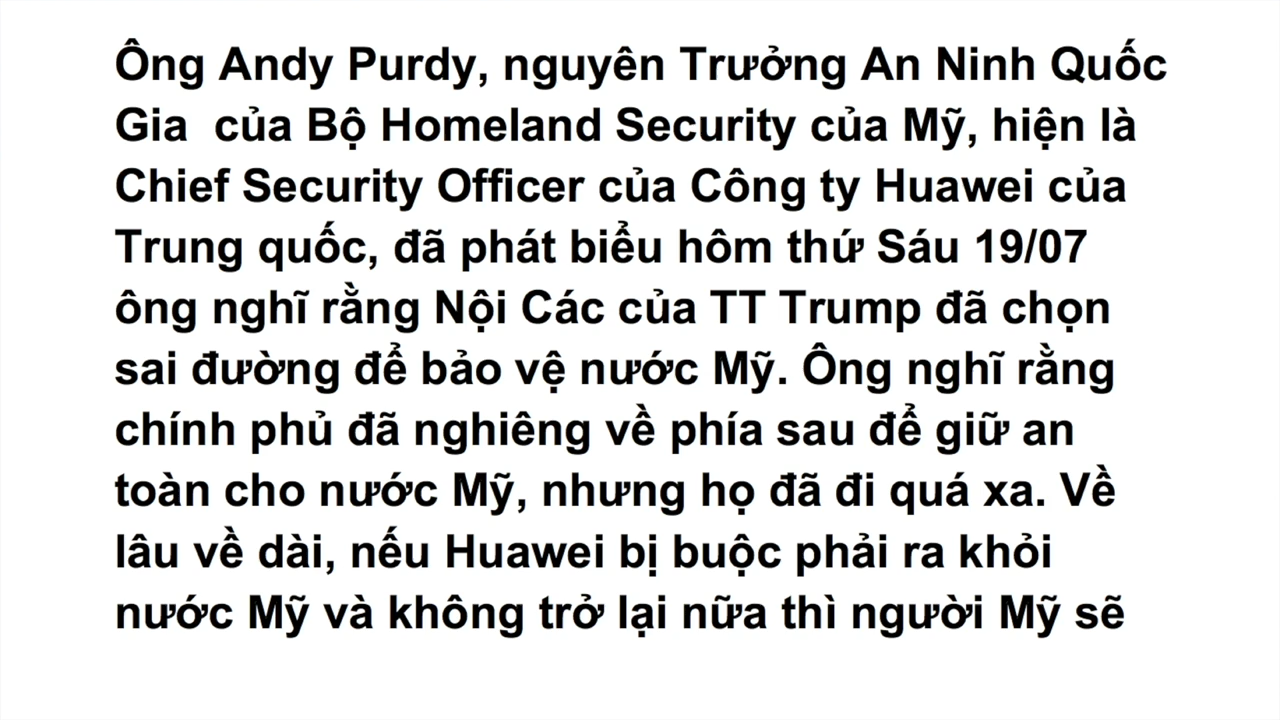 Ông Andy Purdy, nguyên Trưởng An Ninh Quốc
Gia  của Bộ Homeland Security của Mỹ, hiện là
Chief Security Officer của Công ty Huawei của
Trung quốc, đã phát biểu hôm thứ Sáu 19/07
ông nghĩ rằng Nội Các của TT Trump đã chọn
sai đường để bảo vệ nước Mỹ. Ông nghĩ rằng
chính phủ đã nghiêng về phía sau để giữ an
toàn cho nước Mỹ, nhưng họ đã đi quá xa. Về
lâu về dài, nếu Huawei bị buộc phải ra khỏi
nước Mỹ và không trở lại nữa thì người Mỹ sẽ